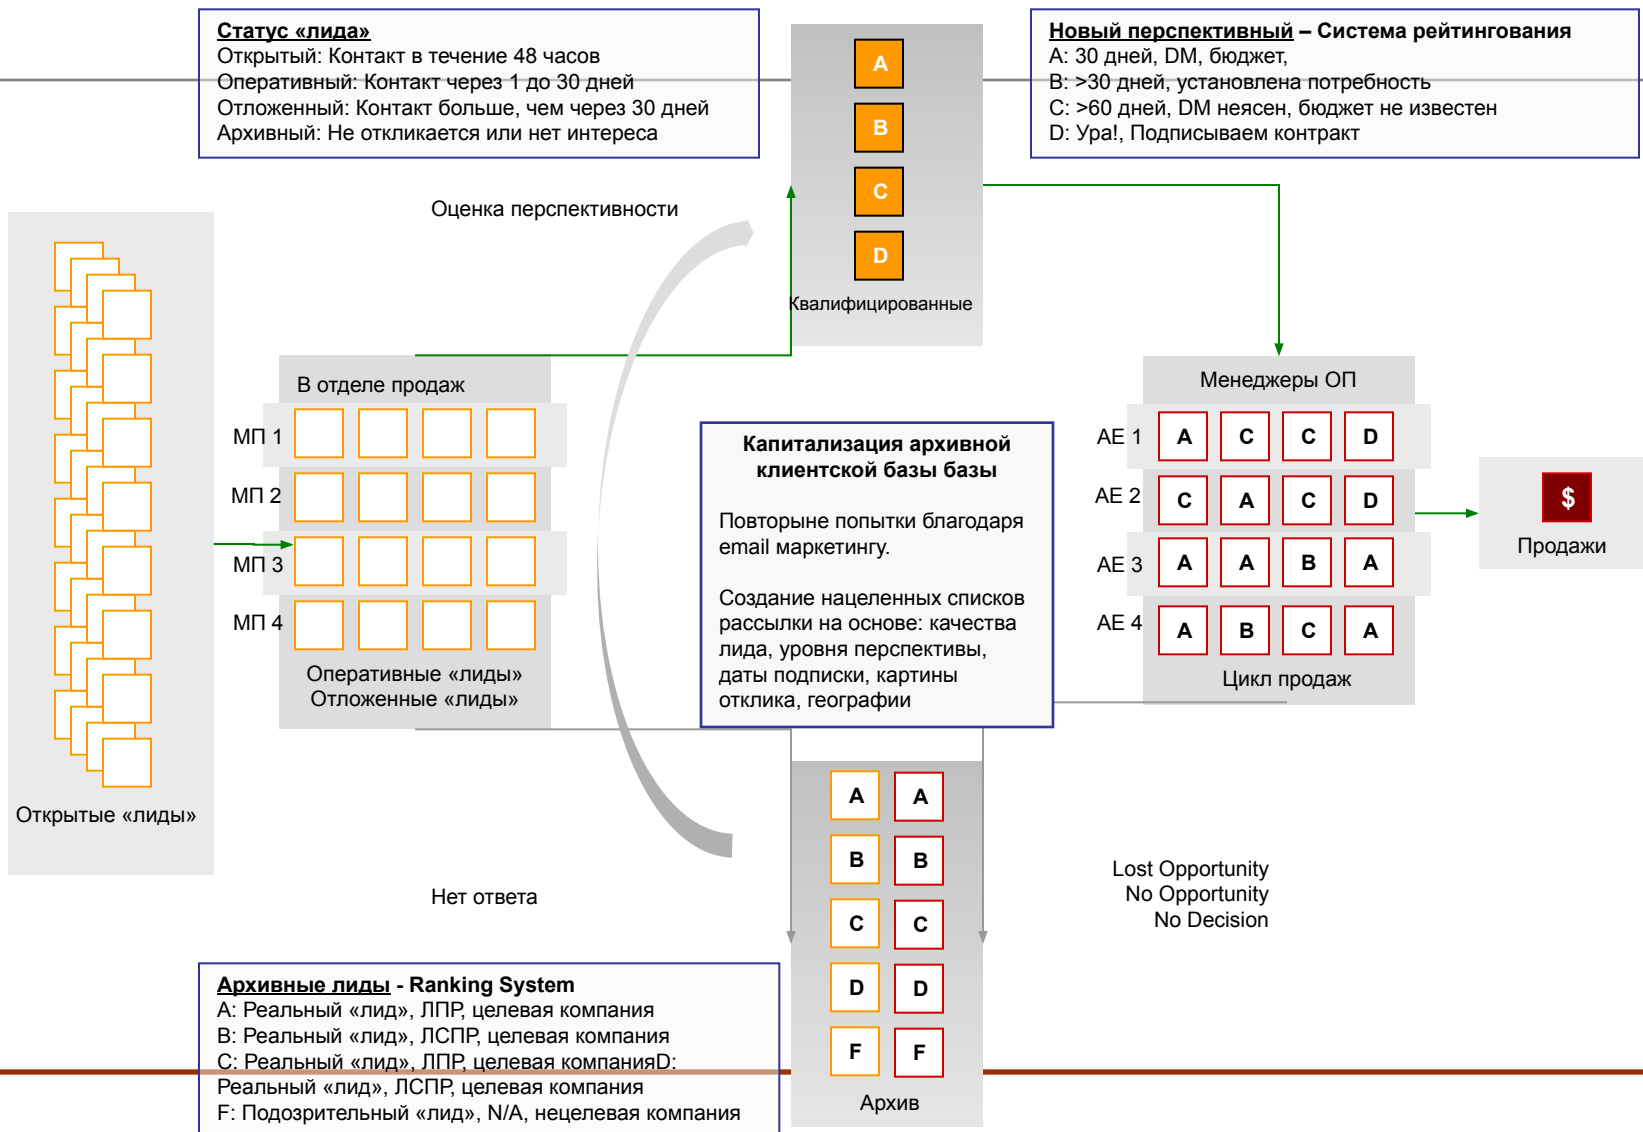 Статус «лида»
Открытый: Контакт в течение 48 часов
Оперативный: Контакт через 1 до 30 дней
Отложенный: Контакт больше, чем через 30 дней
Архивный: Не откликается или нет интереса
Новый перспективный – Система рейтингования
A: 30 дней, DM, бюджет,
B: >30 дней, установлена потребность
C: >60 дней, DM неясен, бюджет не известен
D: Ура!, Подписываем контракт
A
B
C
D
Квалифицированные
Оценка перспективности
Открытые «лиды»
В отделе продаж
МП 1
МП 2
МП 3
МП 4
Оперативные «лиды»
Отложенные «лиды»
Капитализация архивной
клиентской базы базы
Повторыне попытки благодаря
email маркетингу.
Создание нацеленных списков
рассылки на основе: качества
лида, уровня перспективы,
даты подписки, картины
отклика, географии
Менеджеры ОП
AE 1 A C C D
AE 2 C A C D
AE 3 A A B A
AE 4 A B C A
Цикл продаж
$
Продажи
Нет ответа
A A
B B
C C
D D
F F
Архив
Lost Opportunity
No Opportunity
No Decision
Архивные лиды - Ranking System
A: Реальный «лид», ЛПР, целевая компания
B: Реальный «лид», ЛСПР, целевая компания
C: Реальный «лид», ЛПР, целевая компанияD:
Реальный «лид», ЛСПР, целевая компания
F: Подозрительный «лид», N/A, нецелевая компания